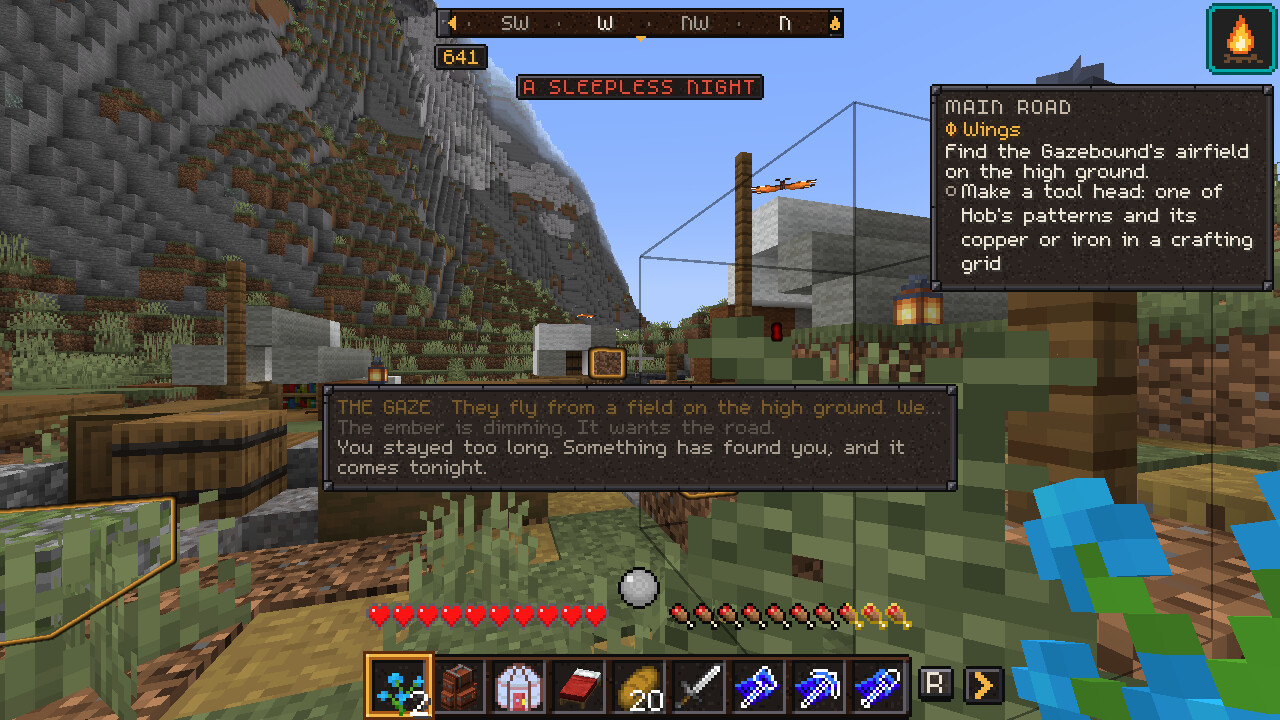 SW W NW N
641
A SLEEPLESS NIGHT
MAIN ROAD
Wings
Find the Gazebound's airfield
on the high ground.
Make a tool head: one of
Hob's patterns and its
copper or iron in a crafting
grid
THE GAZE They fly from a field on the high ground. We...
The ember is dimming. It wants the road.
You stayed too long. Something has found you, and it
comes tonight.
2
20
R